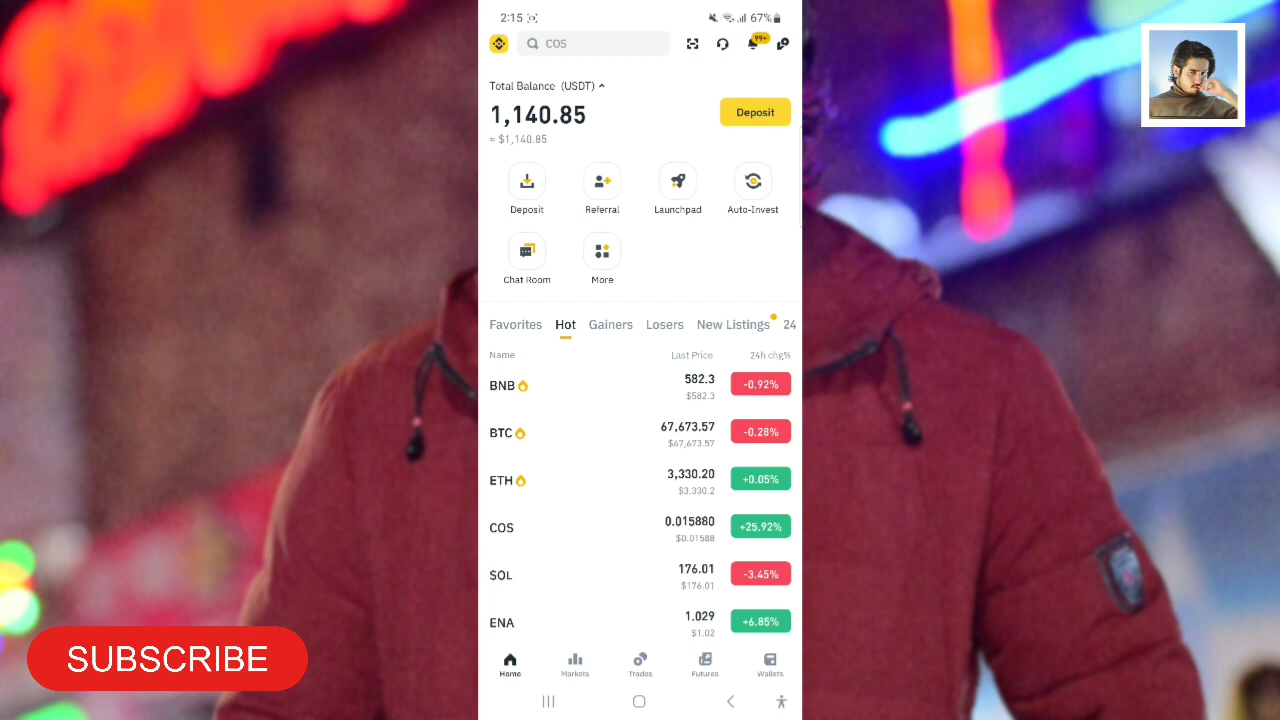 2:15
67%
COS
99+
Total Balance (USDT)
1,140.85
Deposit
≈ $1,140.85
Deposit
Referral
Launchpad
Auto-Invest
Chat Room
More
Favorites Hot Gainers Losers New Listings 24
Name Last Price 24h chg%
BNB 582.3 -0.92%
$582.3
BTC 67,673.57 -0.28%
$67,673.57
ETH 3,330.20 +0.05%
$3,330.2
COS 0.015880 +25.92%
$0.01588
SOL 176.01 -3.45%
$176.01
ENA 1.029 +6.85%
$1.02
Home Markets Trades Futures Wallets
SUBSCRIBE